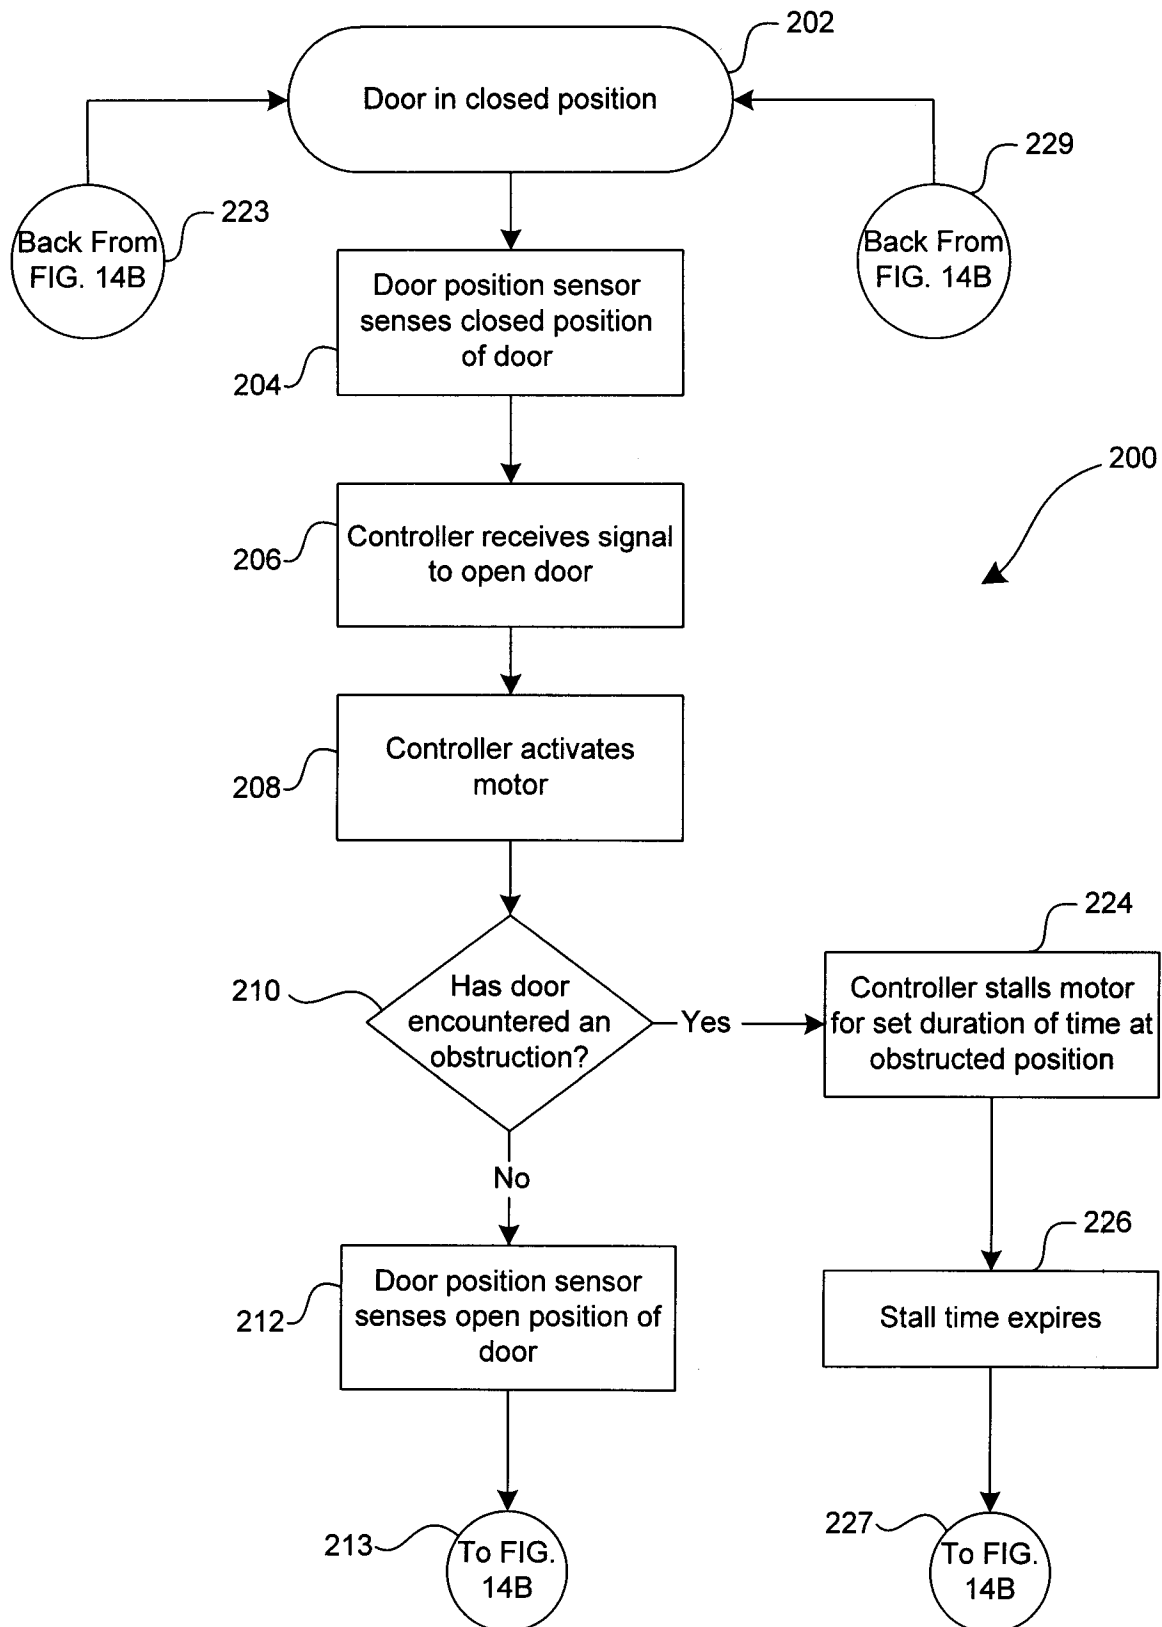 202
Door in closed position
229
223
Back From
FIG. 14B
Back From
FIG. 14B
Door position sensor
senses closed position
of door
204
200
Controller receives signal
to open door
206
Controller activates
motor
208
224
210
Has door
encountered an
obstruction?
Yes
Controller stalls motor
for set duration of time at
obstructed position
No
226
Door position sensor
senses open position of
door
212
Stall time expires
213
To FIG.
14B
227
To FIG.
14B